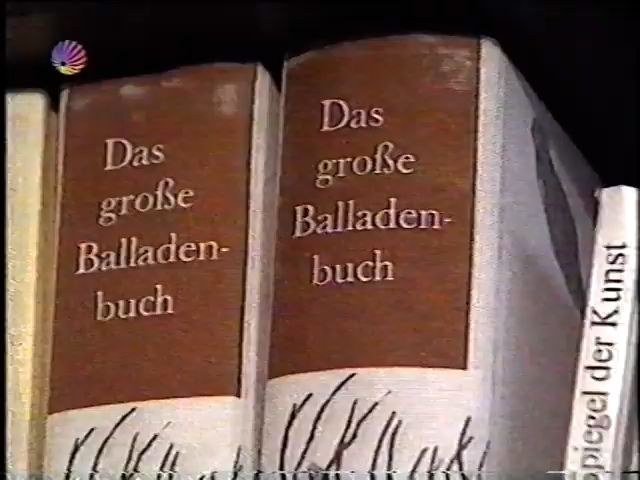 Das
große
Balladen-
buch
Das
große
Balladen-
buch
piegel der Kunst